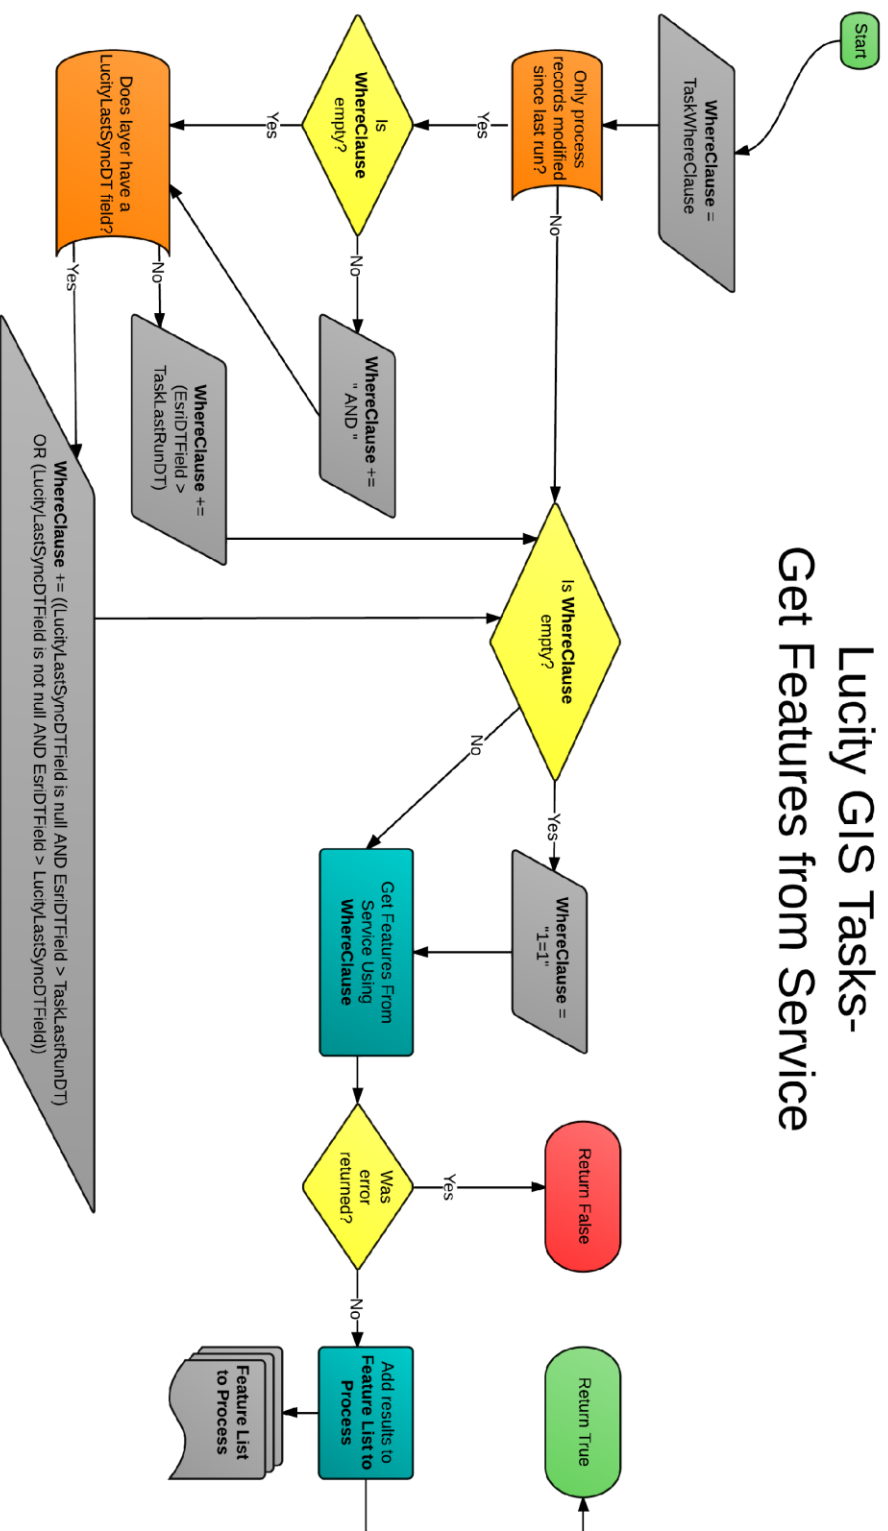 Lucity GIS Tasks-
Get Features from Service
Start
WhereClause =
TaskWhereClause
Only process
records modified
since last run?
No
Yes
Is
WhereClause
empty?
No
Yes
WhereClause +=
" AND "
Does layer have a
LucityLastSyncDT field?
No
Yes
WhereClause +=
(EsriDTField >
TaskLastRunDT)
WhereClause += ((LucityLastSyncDTField is null AND EsriDTField > TaskLastRunDT)
OR (LucityLastSyncDTField is not null AND EsriDTField > LucityLastSyncDTField))
Is WhereClause
empty?
Yes
No
WhereClause =
"1=1"
Get Features From
Service Using
WhereClause
Was
error
returned?
Yes
No
Return False
Add results to
Feature List to
Process
Feature List
to Process
Return True